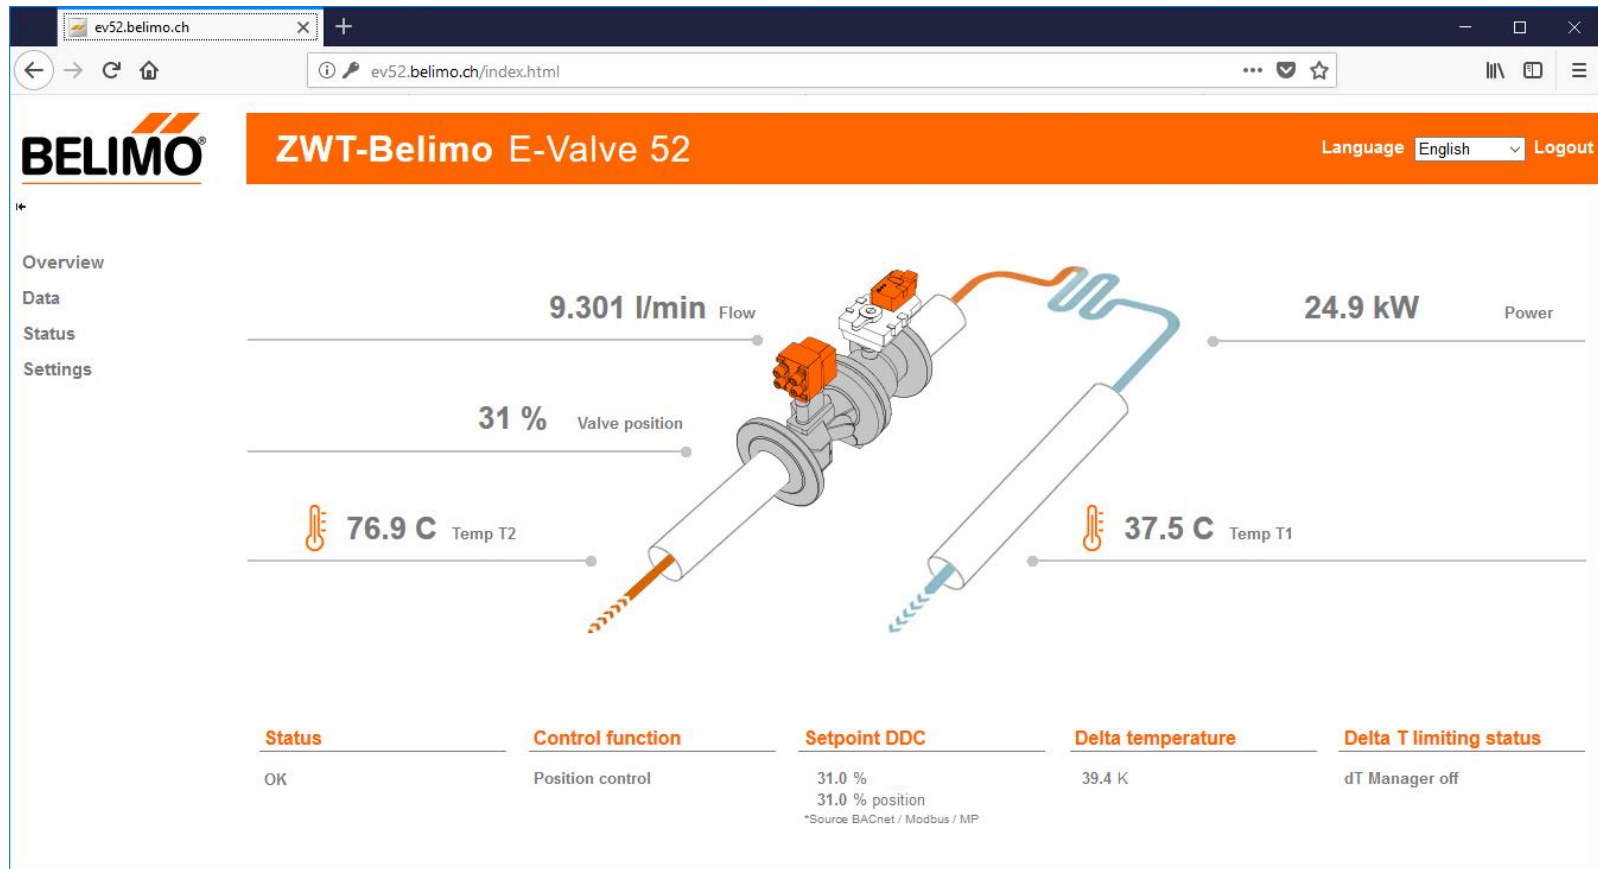 ev52.belimo.ch
ev52.belimo.ch/index.html
BELIMO®
ZWT-Belimo E-Valve 52
Language English Logout
Overview
Data
Status
Settings
9.301 l/min Flow
24.9 kW Power
31 % Valve position
76.9 C Temp T2
37.5 C Temp T1
Status
OK
Control function
Position control
Setpoint DDC
31.0 %
31.0 % position
*Source BACnet / Modbus / MP
Delta temperature
39.4 K
Delta T limiting status
dT Manager off